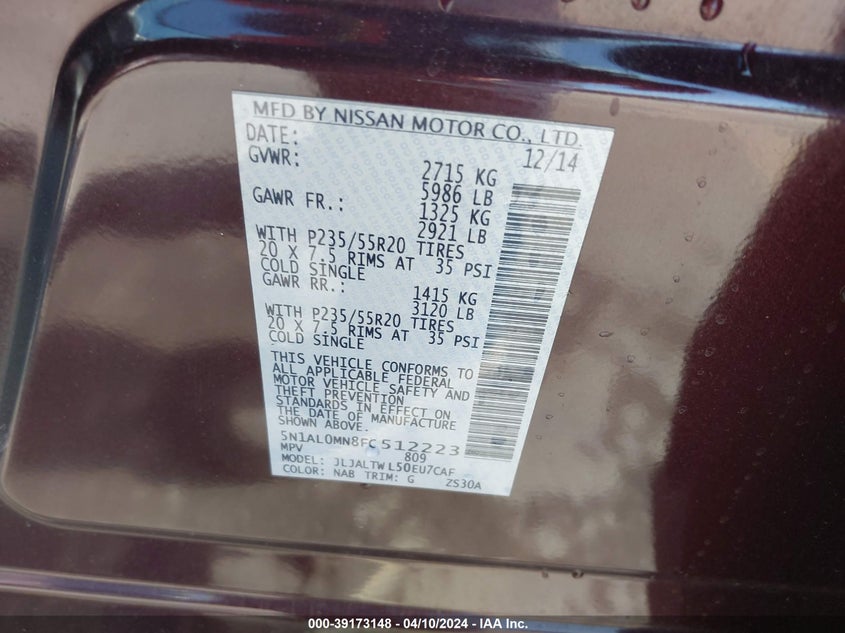 MFD BY NISSAN MOTOR CO., LTD.
DATE: 12/14
GVWR: 2715 KG
5986 LB
GAWR FR.: 1325 KG
2921 LB
WITH P235/55R20 TIRES
20 X 7.5 RIMS AT 35 PSI
COLD SINGLE
GAWR RR.: 1415 KG
3120 LB
WITH P235/55R20 TIRES
20 X 7.5 RIMS AT 35 PSI
COLD SINGLE
THIS VEHICLE CONFORMS TO
ALL APPLICABLE FEDERAL
MOTOR VEHICLE SAFETY AND
THEFT PREVENTION
STANDARDS IN EFFECT ON
THE DATE OF MANUFACTURE
SHOWN ABOVE.
5N1AL0MN8FC512223
MPV 809
MODEL: JLJALTWL50EU7CAF
COLOR: NAB TRIM: G ZS30A
000-39173148 - 04/10/2024 - IAA Inc.